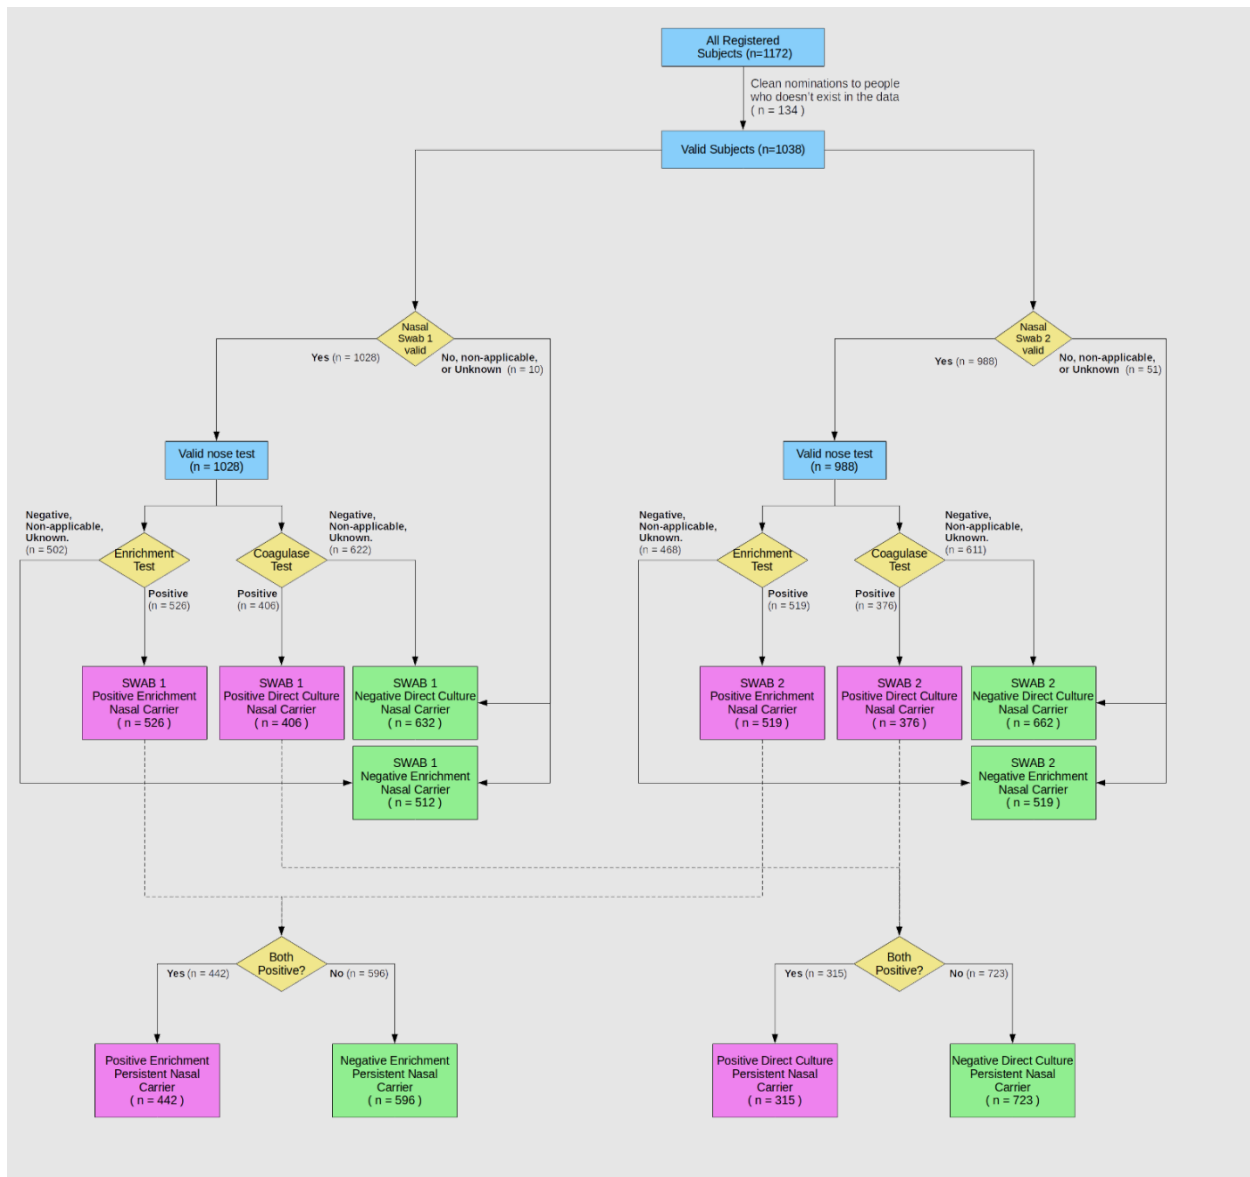 All Registered
Subjects (n=1172)
Clean nominations to people
who doesn't exist in the data
( n = 134 )
Valid Subjects (n=1038)
Nasal
Swab 1
valid
Yes (n = 1028)
No, non-applicable,
or Unknown (n = 10)
Nasal
Swab 2
valid
Yes (n = 988)
No, non-applicable,
or Unknown (n = 51)
Valid nose test
(n = 1028)
Valid nose test
(n = 988)
Negative,
Non-applicable,
Uknown.
(n = 502)
Enrichment
Test
Positive
(n = 526)
Negative,
Non-applicable,
Uknown.
(n = 622)
Coagulase
Test
Positive
(n = 406)
Negative,
Non-applicable,
Uknown.
(n = 468)
Enrichment
Test
Positive
(n = 519)
Negative,
Non-applicable,
Uknown.
(n = 611)
Coagulase
Test
Positive
(n = 376)
SWAB 1
Positive Enrichment
Nasal Carrier
( n = 526 )
SWAB 1
Positive Direct Culture
Nasal Carrier
( n = 406 )
SWAB 1
Negative Direct Culture
Nasal Carrier
( n = 632 )
SWAB 1
Negative Enrichment
Nasal Carrier
( n = 512 )
SWAB 2
Positive Enrichment
Nasal Carrier
( n = 519 )
SWAB 2
Positive Direct Culture
Nasal Carrier
( n = 376 )
SWAB 2
Negative Direct Culture
Nasal Carrier
( n = 662 )
SWAB 2
Negative Enrichment
Nasal Carrier
( n = 519 )
Both
Positive?
Yes (n = 442)
No (n = 596)
Both
Positive?
Yes (n = 315)
No (n = 723)
Positive Enrichment
Persistent Nasal
Carrier
( n = 442 )
Negative Enrichment
Persistent Nasal
Carrier
( n = 596 )
Positive Direct Culture
Persistent Nasal
Carrier
( n = 315 )
Negative Direct Culture
Persistent Nasal
Carrier
( n = 723 )